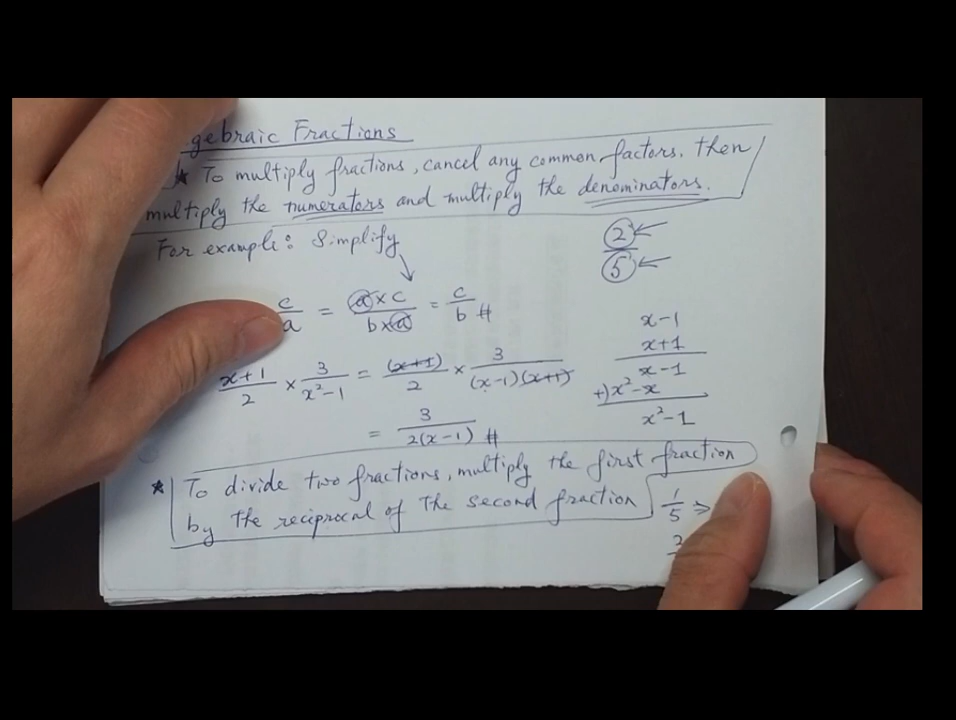 gebraic Fractions
★ To multiply fractions, cancel any common factors. Then
multiply the numerators and multiply the denominators.
For example: Simplify
2/5
c/a = (a×c)/(b×a) = c/b #
(x+1)/2 × 3/(x²-1) = (x+1)/2 × 3/((x-1)(x+1))
= 3/(2(x-1)) #
x-1
x+1
x-1
+)x²-x
x²-1
★ To divide two fractions, multiply the first fraction
by the reciprocal of the second fraction
1/5 ⇒
2